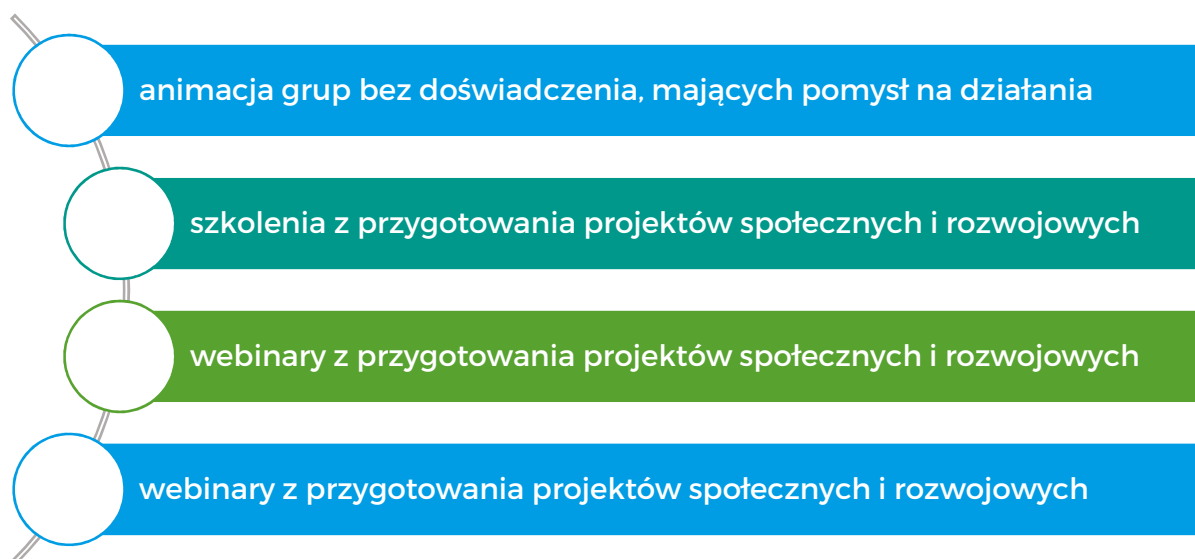 animacja grup bez doświadczenia, mających pomysł na działania
szkolenia z przygotowania projektów społecznych i rozwojowych
webinary z przygotowania projektów społecznych i rozwojowych
webinary z przygotowania projektów społecznych i rozwojowych